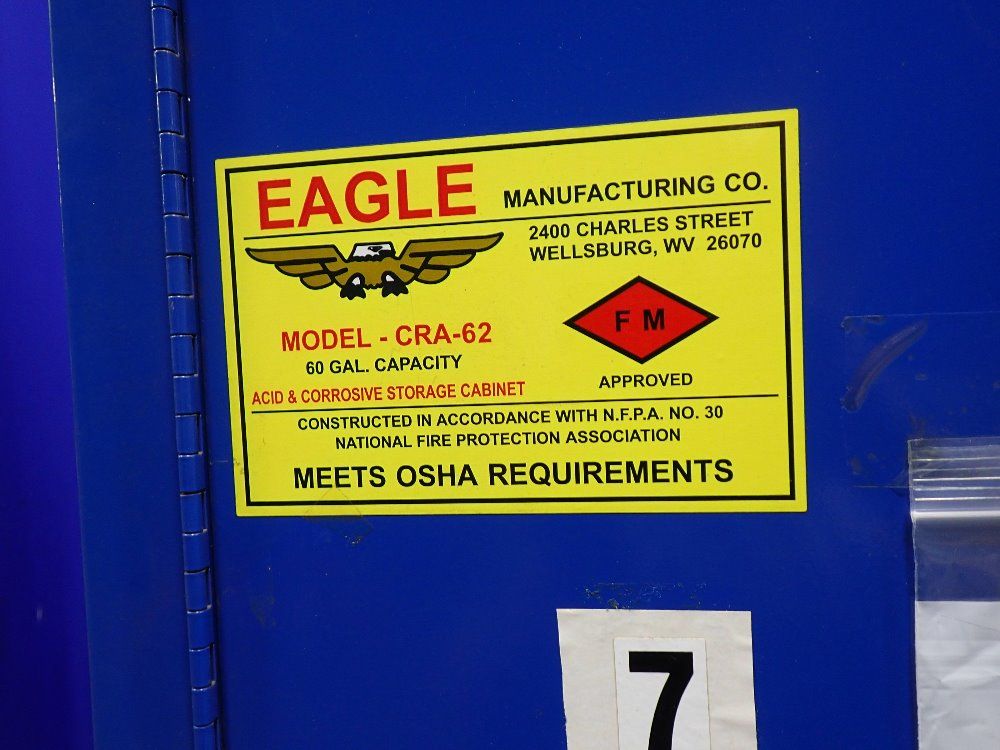 EAGLE MANUFACTURING CO.
2400 CHARLES STREET
WELLSBURG, WV 26070
MODEL - CRA-62
60 GAL. CAPACITY
ACID & CORROSIVE STORAGE CABINET
F M
APPROVED
CONSTRUCTED IN ACCORDANCE WITH N.F.P.A. NO. 30
NATIONAL FIRE PROTECTION ASSOCIATION
MEETS OSHA REQUIREMENTS
7